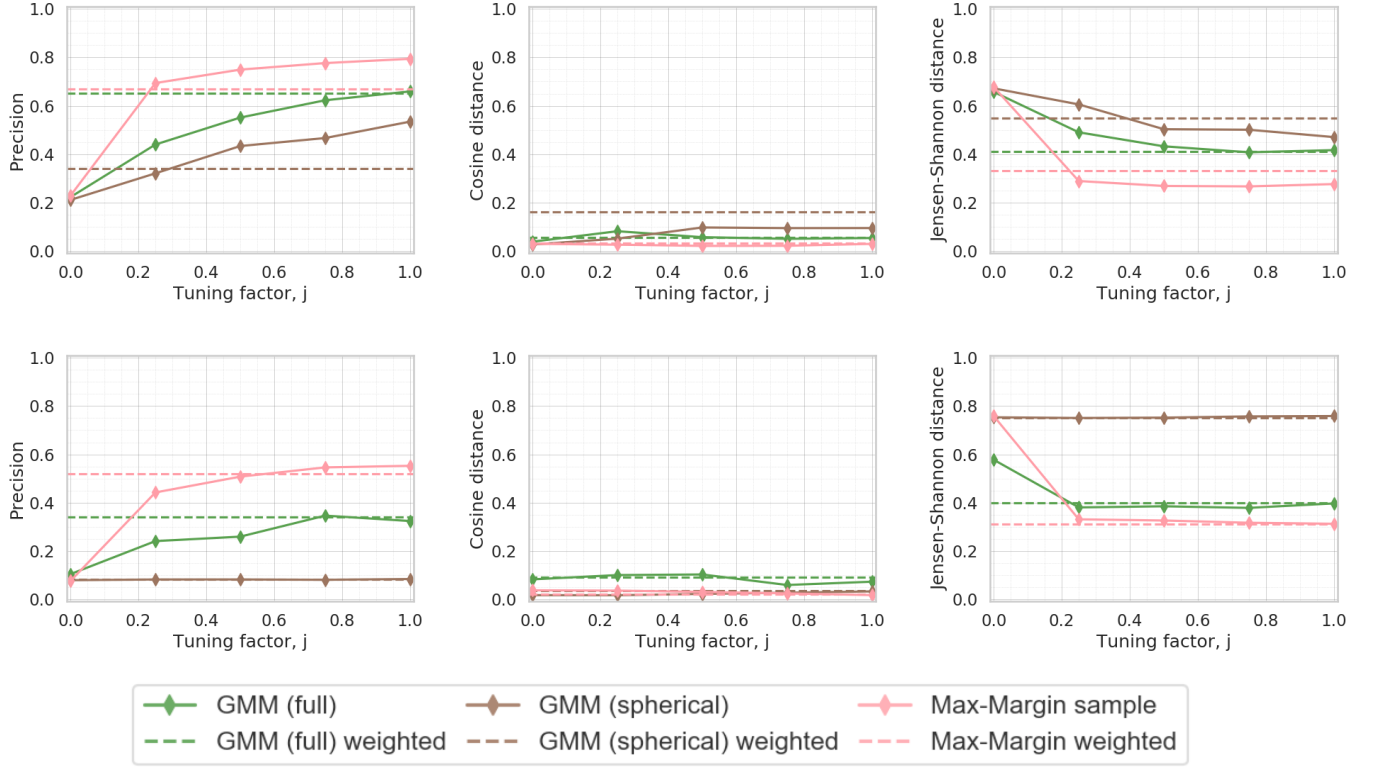 1.0 1.0 1.0
0.8 0.8 0.8
0.6 0.6 0.6
0.4 0.4 0.4
0.2 0.2 0.2
0.0 0.0 0.0
Precision Cosine distance Jensen-Shannon distance
0.0 0.2 0.4 0.6 0.8 1.0 0.0 0.2 0.4 0.6 0.8 1.0 0.0 0.2 0.4 0.6 0.8 1.0
Tuning factor, j Tuning factor, j Tuning factor, j
1.0 1.0 1.0
0.8 0.8 0.8
0.6 0.6 0.6
0.4 0.4 0.4
0.2 0.2 0.2
0.0 0.0 0.0
Precision Cosine distance Jensen-Shannon distance
0.0 0.2 0.4 0.6 0.8 1.0 0.0 0.2 0.4 0.6 0.8 1.0 0.0 0.2 0.4 0.6 0.8 1.0
Tuning factor, j Tuning factor, j Tuning factor, j
GMM (full) GMM (spherical) Max-Margin sample
GMM (full) weighted GMM (spherical) weighted Max-Margin weighted